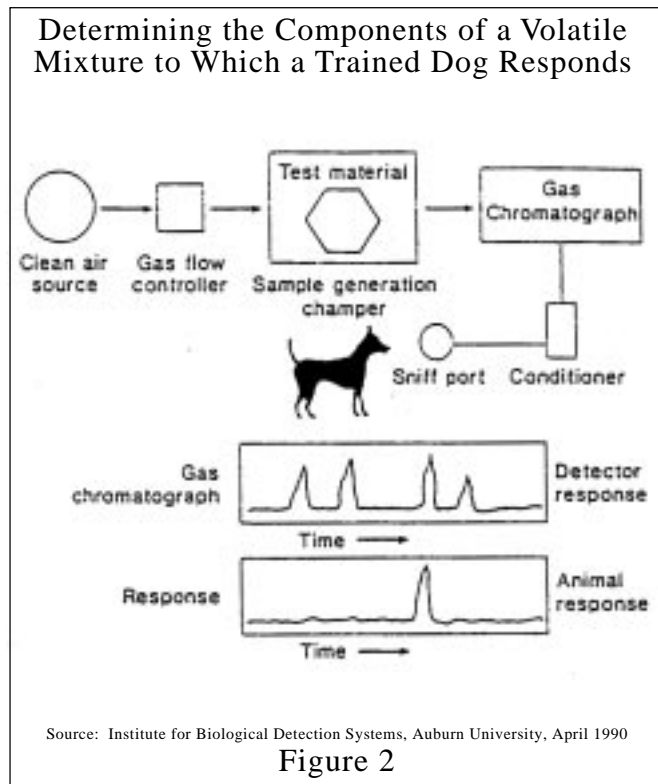 Determining the Components of a Volatile
Mixture to Which a Trained Dog Responds
Test material
Gas
Chromatograph
Clean air
source
Gas flow
controller
Sample generation
champer
Sniff port
Conditioner
Gas
chromatograph
Detector
response
Time
Response
Animal
response
Time
Source: Institute for Biological Detection Systems, Auburn University, April 1990
Figure 2